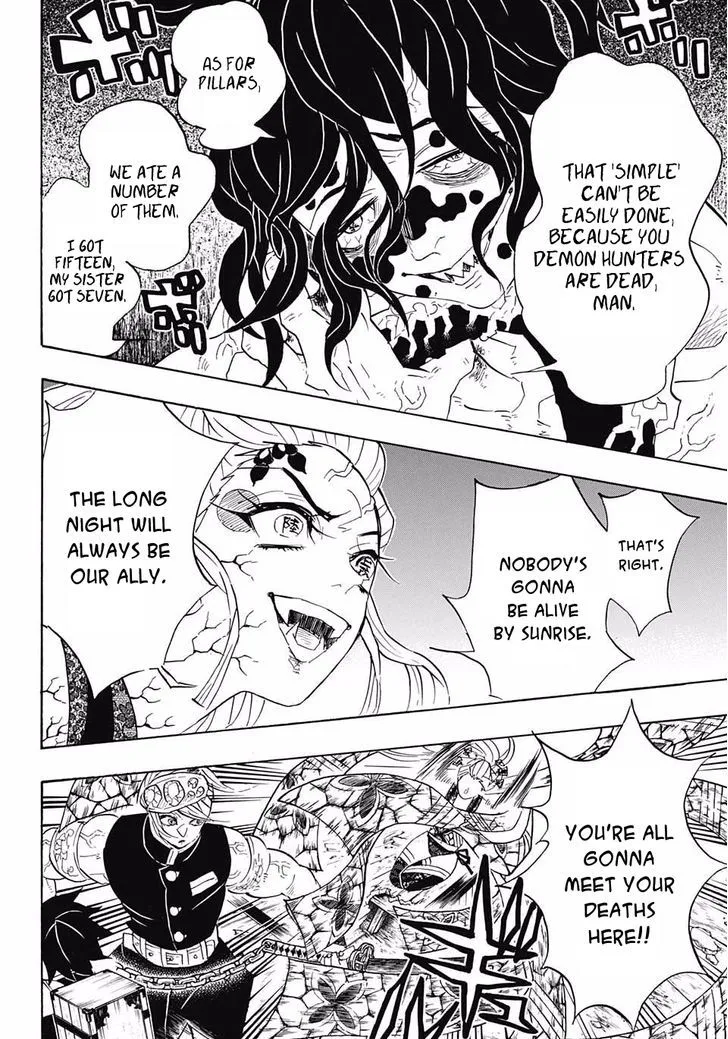 THAT 'SIMPLE'
CAN'T BE
EASILY DONE,
BECAUSE YOU
DEMON HUNTERS
ARE DEAD,
MAN.
AS FOR
PILLARS,
WE ATE A
NUMBER
OF THEM.
I GOT
FIFTEEN,
MY SISTER
GOT SEVEN.
THAT'S
RIGHT.
NOBODY'S
GONNA
BE ALIVE
BY SUNRISE.
THE LONG
NIGHT WILL
ALWAYS BE
OUR ALLY.
陸
YOU'RE ALL
GONNA
MEET YOUR
DEATHS
HERE!!